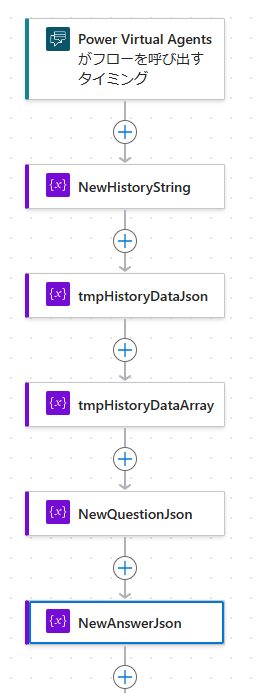 Power Virtual Agents
がフローを呼び出す
タイミング
{x} NewHistoryString
{x} tmpHistoryDataJson
{x} tmpHistoryDataArray
{x} NewQuestionJson
{x} NewAnswerJson